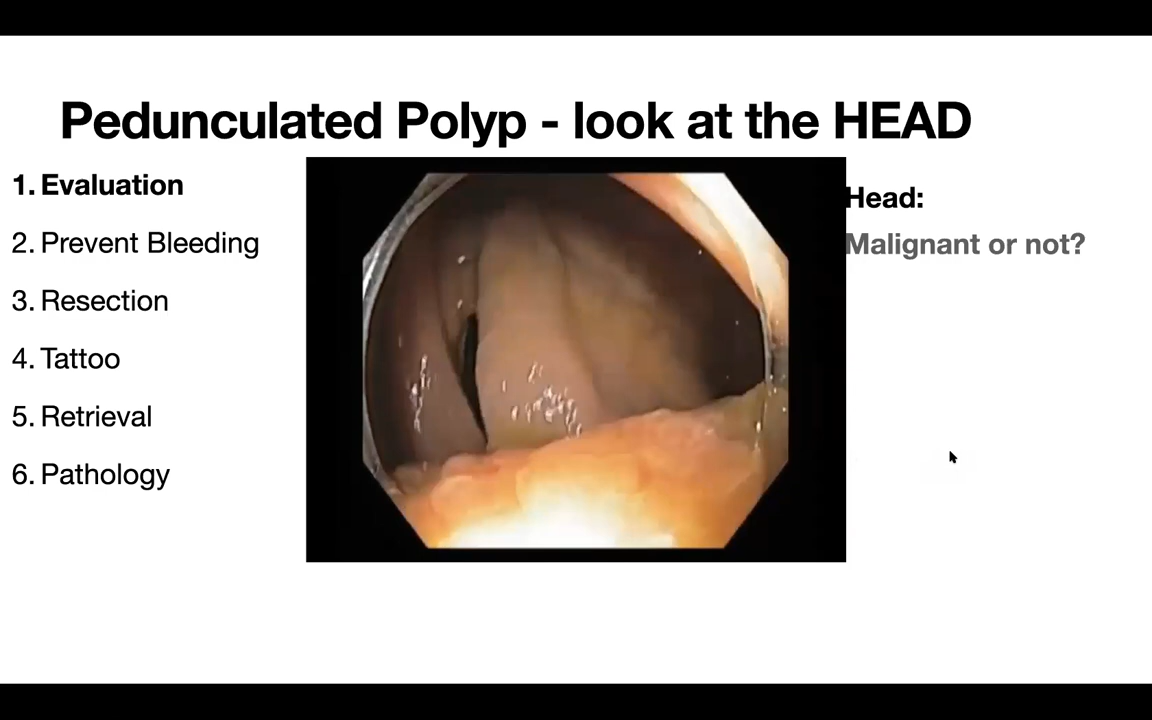 Pedunculated Polyp - look at the HEAD
1. Evaluation
2. Prevent Bleeding
3. Resection
4. Tattoo
5. Retrieval
6. Pathology
Head:
Malignant or not?